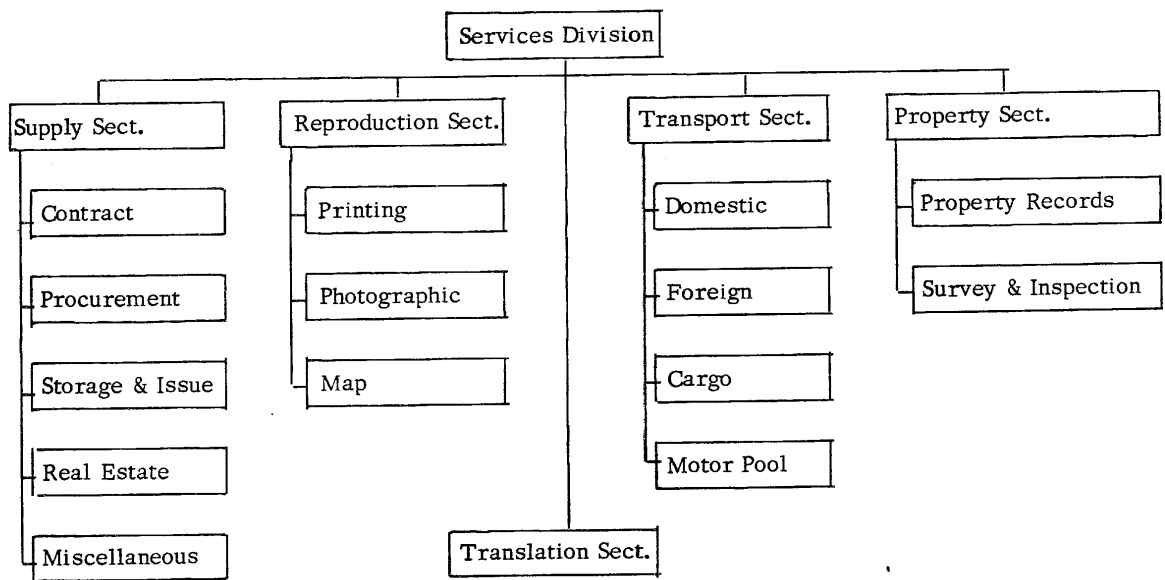 Services Division
Supply Sect.
Contract
Procurement
Storage & Issue
Real Estate
Miscellaneous
Reproduction Sect.
Printing
Photographic
Map
Transport Sect.
Domestic
Foreign
Cargo
Motor Pool
Property Sect.
Property Records
Survey & Inspection
Translation Sect.